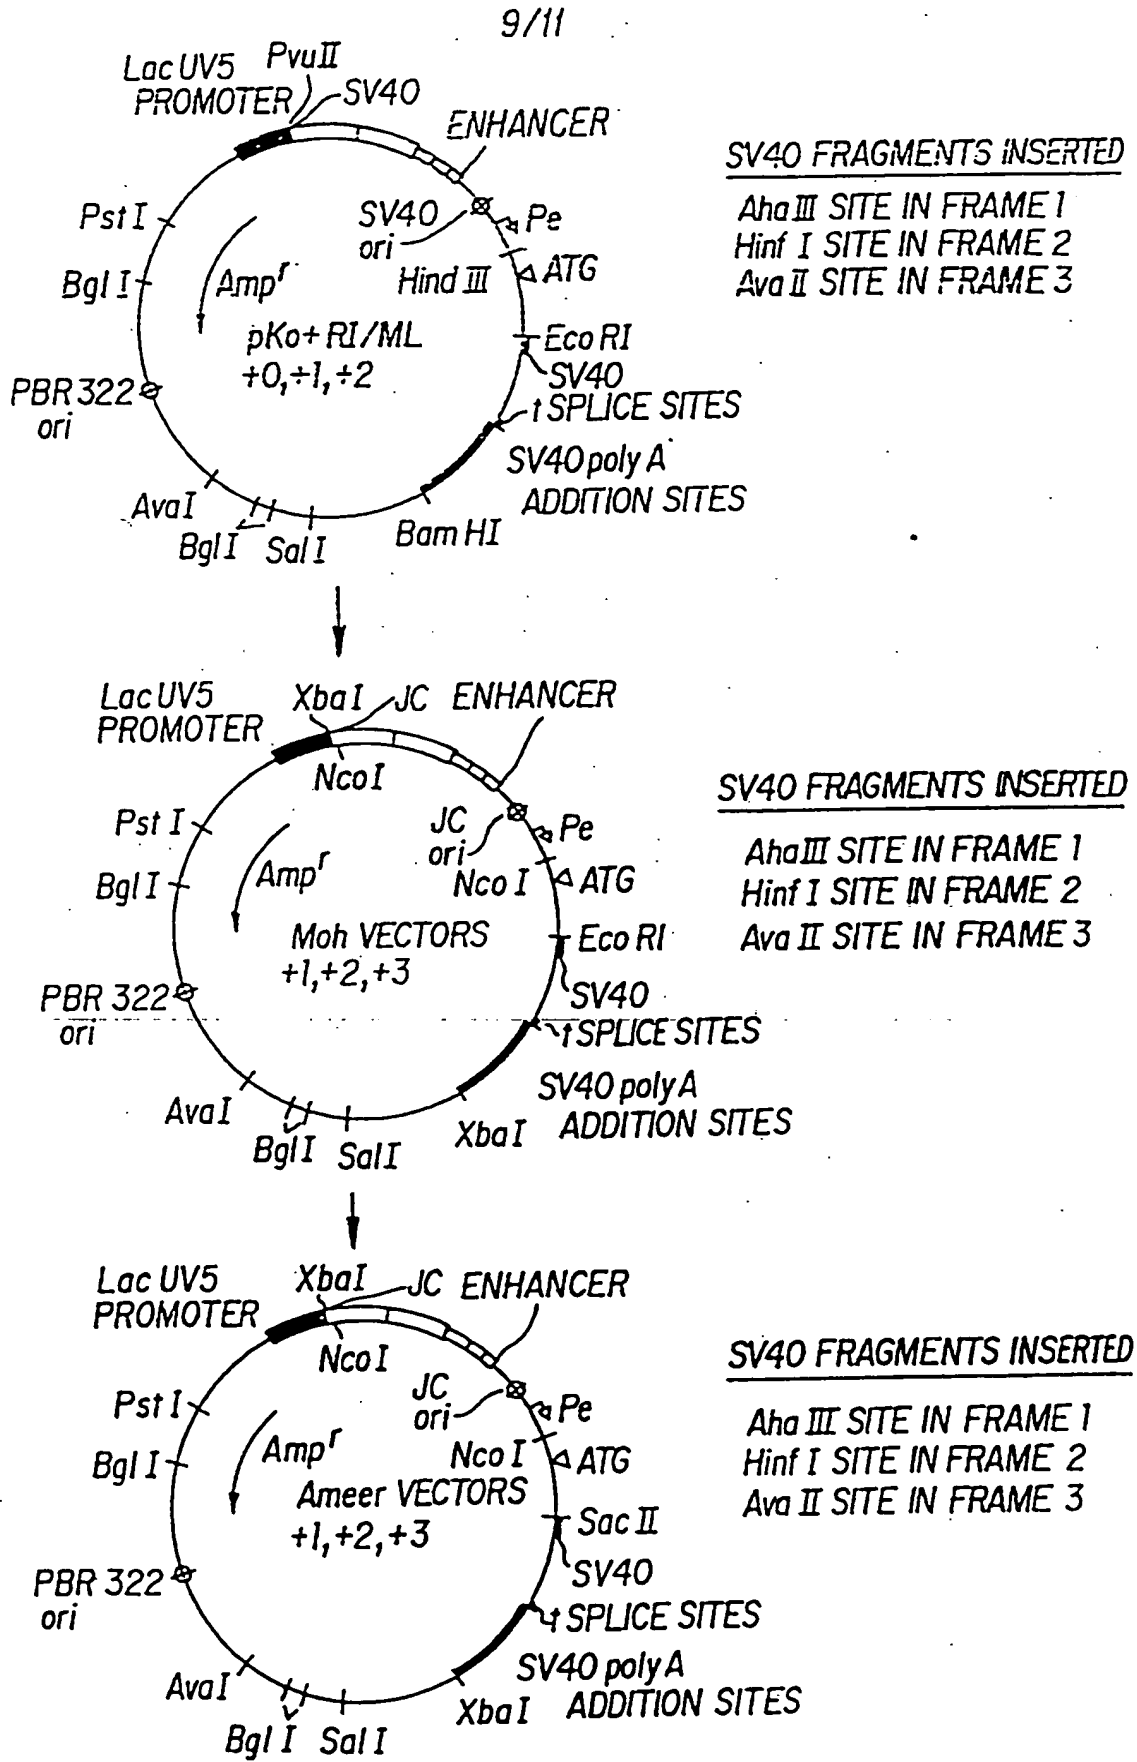 9/11
Lac UV5
PROMOTER
Pvu II
SV40
ENHANCER
SV40 FRAGMENTS INSERTED
Aha III SITE IN FRAME 1
Hinf I SITE IN FRAME 2
Ava II SITE IN FRAME 3
Pst I
SV40
ori
Pe
Bgl I
Ampʳ
Hind III
ATG
pKo+RI/ML
+0,+1,+2
Eco RI
SV40
PBR 322
ori
SPLICE SITES
SV40 poly A
ADDITION SITES
Ava I
Bgl I
Sal I
Bam HI
Lac UV5
PROMOTER
Xba I
JC
ENHANCER
Nco I
SV40 FRAGMENTS INSERTED
Aha III SITE IN FRAME 1
Hinf I SITE IN FRAME 2
Ava II SITE IN FRAME 3
Pst I
JC
ori
Pe
Bgl I
Ampʳ
Nco I
ATG
Moh VECTORS
+1,+2,+3
Eco RI
SV40
PBR 322
ori
SPLICE SITES
SV40 poly A
ADDITION SITES
Ava I
Bgl I
Sal I
Xba I
Lac UV5
PROMOTER
Xba I
JC
ENHANCER
Nco I
SV40 FRAGMENTS INSERTED
Aha III SITE IN FRAME 1
Hinf I SITE IN FRAME 2
Ava II SITE IN FRAME 3
Pst I
JC
ori
Pe
Bgl I
Ampʳ
Nco I
ATG
Ameer VECTORS
+1,+2,+3
Sac II
SV40
PBR 322
ori
SPLICE SITES
SV40 poly A
ADDITION SITES
Ava I
Bgl I
Sal I
Xba I